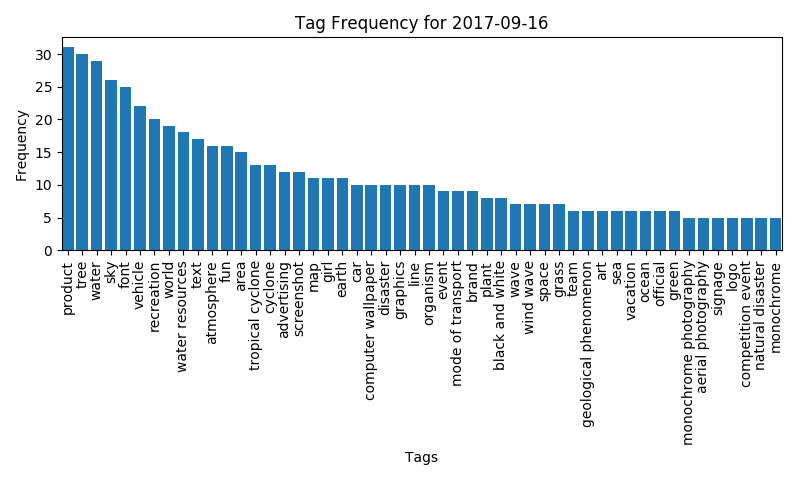 Tag Frequency for 2017-09-16
Frequency
30
25
20
15
10
5
0
product
tree
water
sky
font
vehicle
recreation
world
water resources
text
atmosphere
fun
area
tropical cyclone
cyclone
advertising
screenshot
map
girl
earth
car
computer wallpaper
disaster
graphics
line
organism
event
mode of transport
brand
plant
black and white
wave
wind wave
space
grass
team
geological phenomenon
art
sea
vacation
ocean
official
green
monochrome photography
aerial photography
signage
logo
competition event
natural disaster
monochrome
Tags